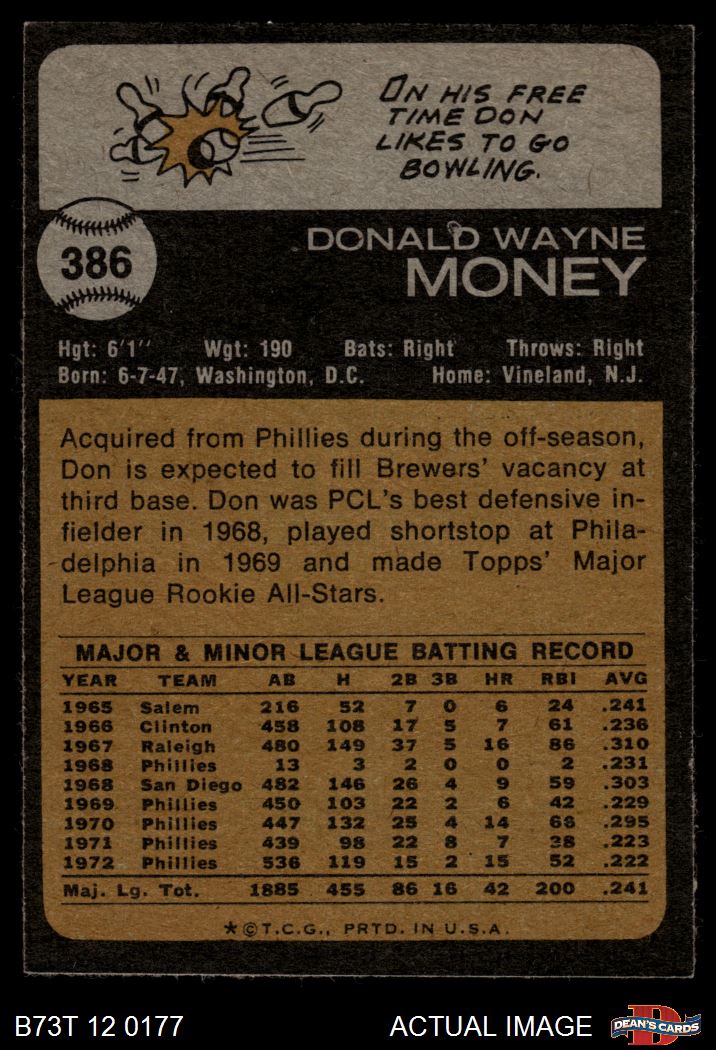 ON HIS FREE
TIME DON
LIKES TO GO
BOWLING.
386
DONALD WAYNE
MONEY
Hgt: 6'1" Wgt: 190 Bats: Right Throws: Right
Born: 6-7-47, Washington, D.C. Home: Vineland, N.J.
Acquired from Phillies during the off-season,
Don is expected to fill Brewers' vacancy at
third base. Don was PCL's best defensive in-
fielder in 1968, played shortstop at Phila-
delphia in 1969 and made Topps' Major
League Rookie All-Stars.
MAJOR & MINOR LEAGUE BATTING RECORD
YEAR TEAM AB H 2B 3B HR RBI AVG
1965 Salem 216 52 7 0 6 24 .241
1966 Clinton 458 108 17 5 7 61 .236
1967 Raleigh 480 149 37 5 16 86 .310
1968 Phillies 13 3 2 0 0 2 .231
1968 San Diego 482 146 26 4 9 59 .303
1969 Phillies 450 103 22 2 6 42 .229
1970 Phillies 447 132 25 4 14 66 .295
1971 Phillies 439 98 22 8 7 38 .223
1972 Phillies 536 119 15 2 15 52 .222
Maj. Lg. Tot. 1885 455 86 16 42 200 .241
*©T.C.G., PRTD. IN U.S.A.
B73T 12 0177 ACTUAL IMAGE
D
DEAN'S CARDS